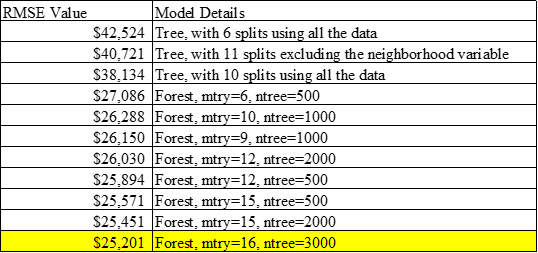 RMSE Value Model Details
$42,524 Tree, with 6 splits using all the data
$40,721 Tree, with 11 splits excluding the neighborhood variable
$38,134 Tree, with 10 splits using all the data
$27,086 Forest, mtry=6, ntree=500
$26,288 Forest, mtry=10, ntree=1000
$26,150 Forest, mtry=9, ntree=1000
$26,030 Forest, mtry=12, ntree=2000
$25,894 Forest, mtry=12, ntree=500
$25,571 Forest, mtry=15, ntree=500
$25,451 Forest, mtry=15, ntree=2000
$25,201 Forest, mtry=16, ntree=3000